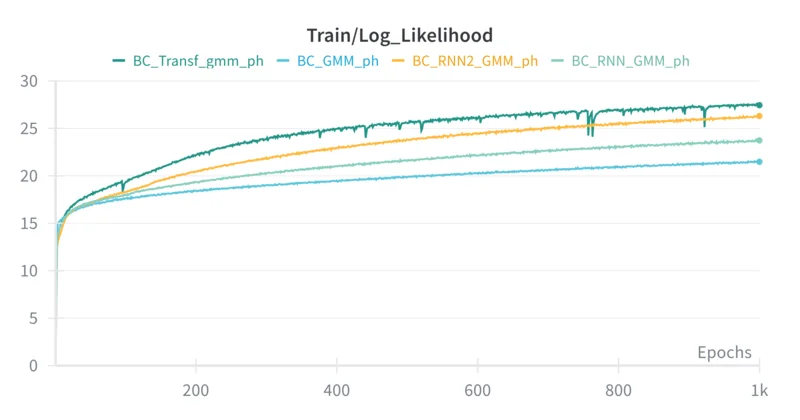 Train/Log_Likelihood
BC_Transf_gmm_ph BC_GMM_ph BC_RNN2_GMM_ph BC_RNN_GMM_ph
30
25
20
15
10
5
0
Epochs
200 400 600 800 1k